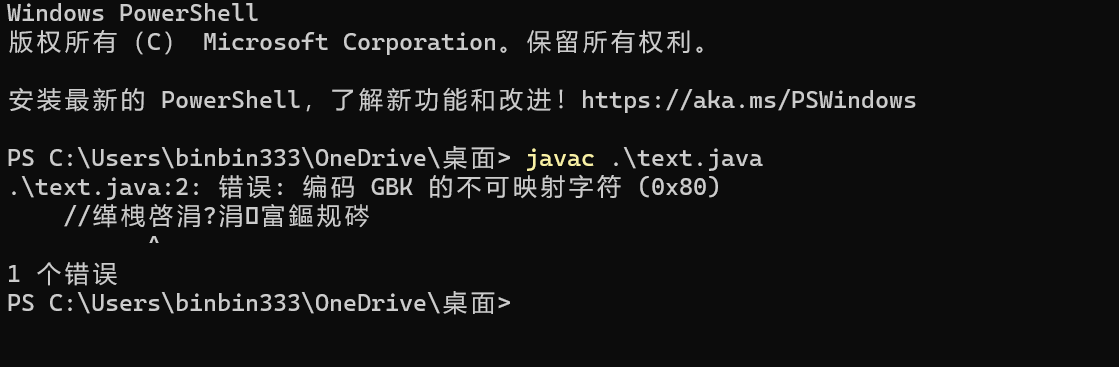 Windows PowerShell
版权所有 (C) Microsoft Corporation。保留所有权利。
安装最新的 PowerShell，了解新功能和改进！https://aka.ms/PSWindows
PS C:\Users\binbin333\OneDrive\桌面> javac .\text.java
.\text.java:2: 错误: 编码 GBK 的不可映射字符 (0x80)
//缂栧啓涓?涓富鏂规硶
^
1 个错误
PS C:\Users\binbin333\OneDrive\桌面>